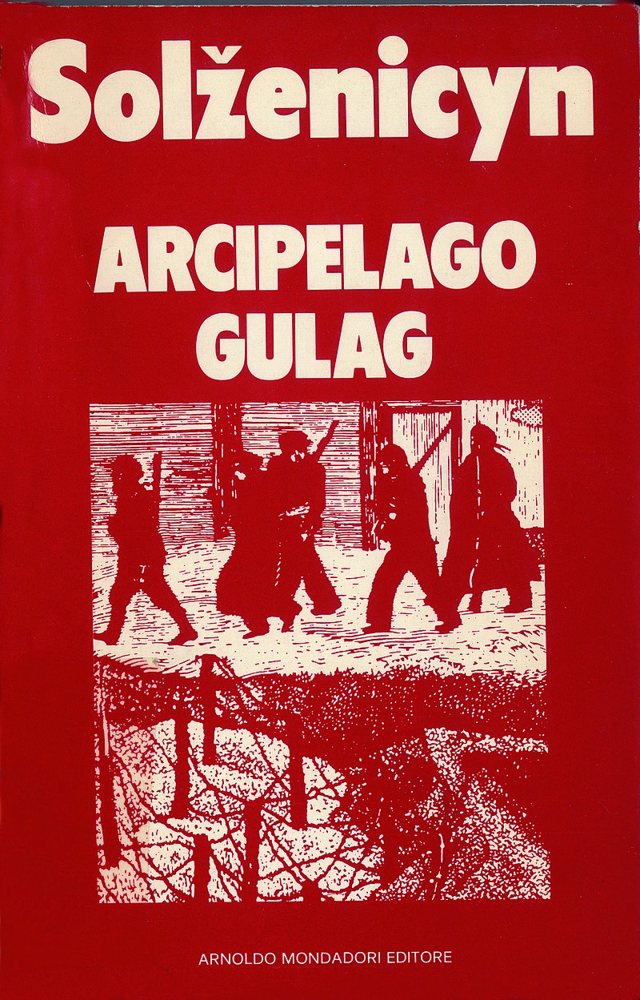 Solženicyn
ARCIPELAGO
GULAG
ARNOLDO MONDADORI EDITORE